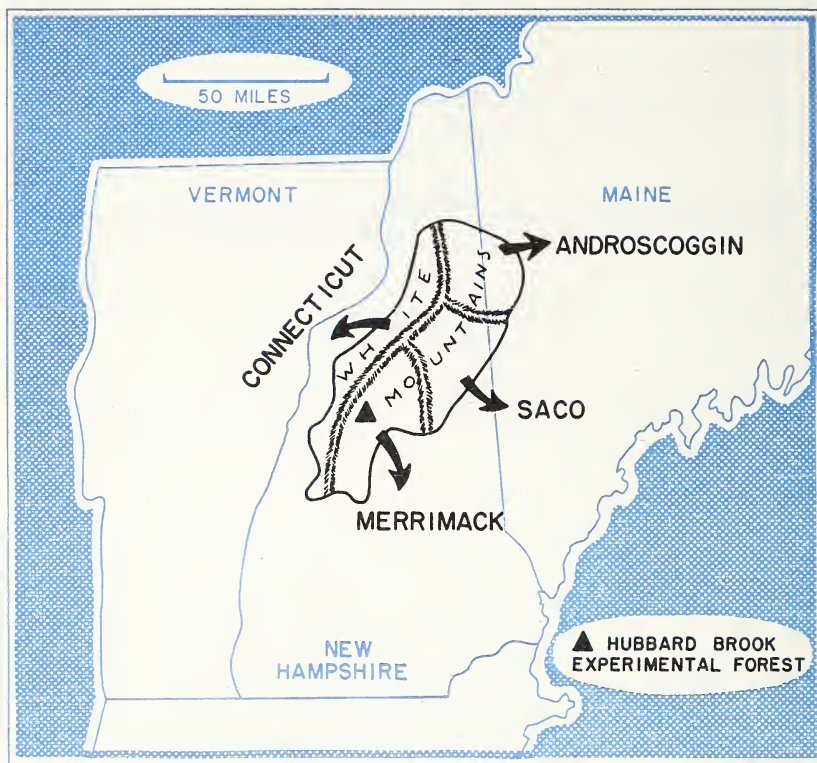 50 MILES
VERMONT
MAINE
ANDROSCOGGIN
CONNECTICUT
WHITE
MOUNTAINS
SACO
MERRIMACK
NEW
HAMPSHIRE
▲ HUBBARD BROOK
EXPERIMENTAL FOREST